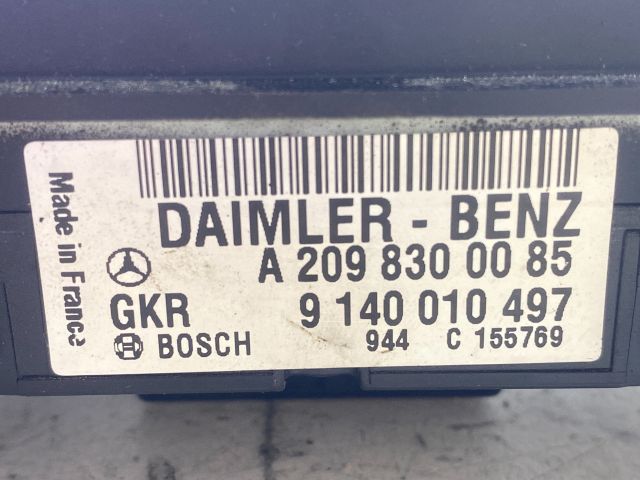 Made in France
DAIMLER - BENZ
A 209 830 00 85
GKR 9 140 010 497
BOSCH 944 C 155769